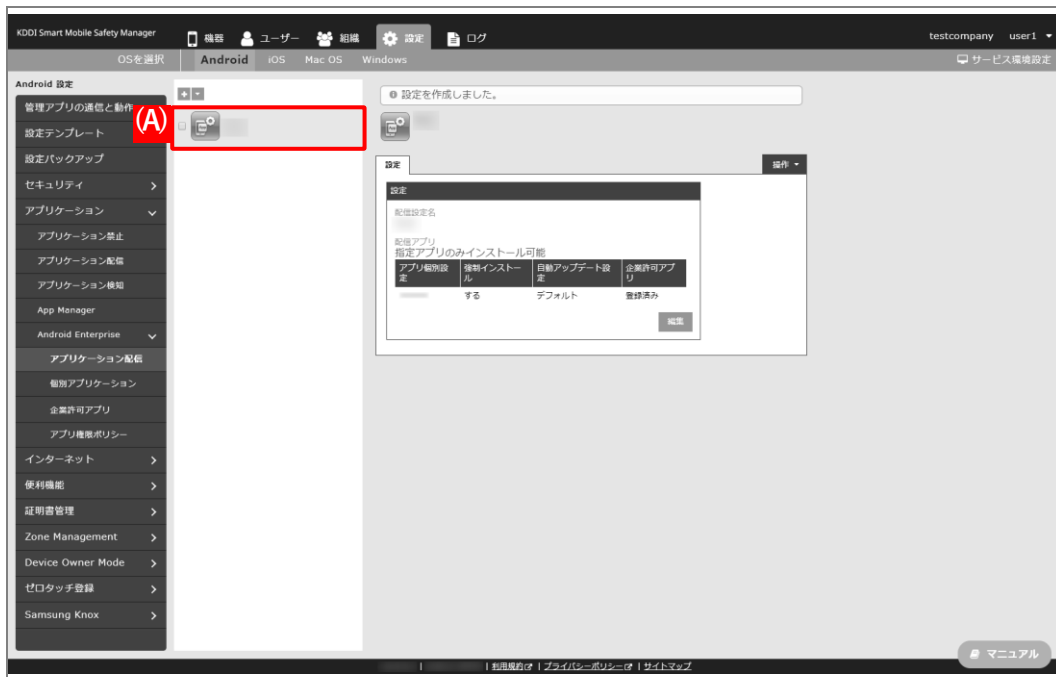 KDDI Smart Mobile Safety Manager
機器
ユーザー
組織
設定
ログ
testcompany user1
OSを選択
Android
iOS
Mac OS
Windows
サービス環境設定
Android 設定
管理アプリの通信と動作
設定テンプレート
設定バックアップ
セキュリティ
アプリケーション
アプリケーション禁止
アプリケーション配信
アプリケーション検知
App Manager
Android Enterprise
アプリケーション配信
個別アプリケーション
企業許可アプリ
アプリ権限ポリシー
インターネット
便利機能
証明書管理
Zone Management
Device Owner Mode
ゼロタッチ登録
Samsung Knox
+ -
(A)
設定を作成しました。
設定
操作
設定
配信設定名
配信アプリ
指定アプリのみインストール可能
アプリ個別設定
強制インストール
自動アップデート設定
企業許可アプリ
する
デフォルト
登録済み
編集
マニュアル
| | 利用規約 | プライバシーポリシー | サイトマップ